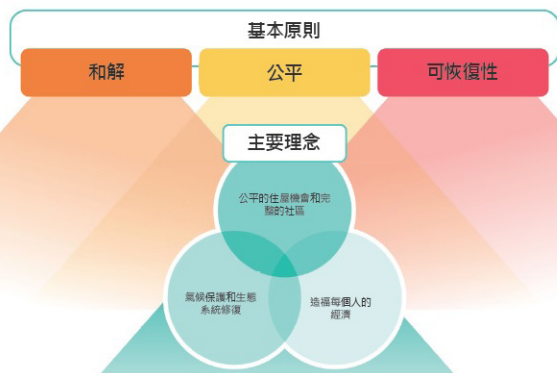 基本原則
和解
公平
可恢復性
主要理念
公平的住屋機會和完
整的社區
氣候保護和生態
系統修復
造福每個人的
經濟